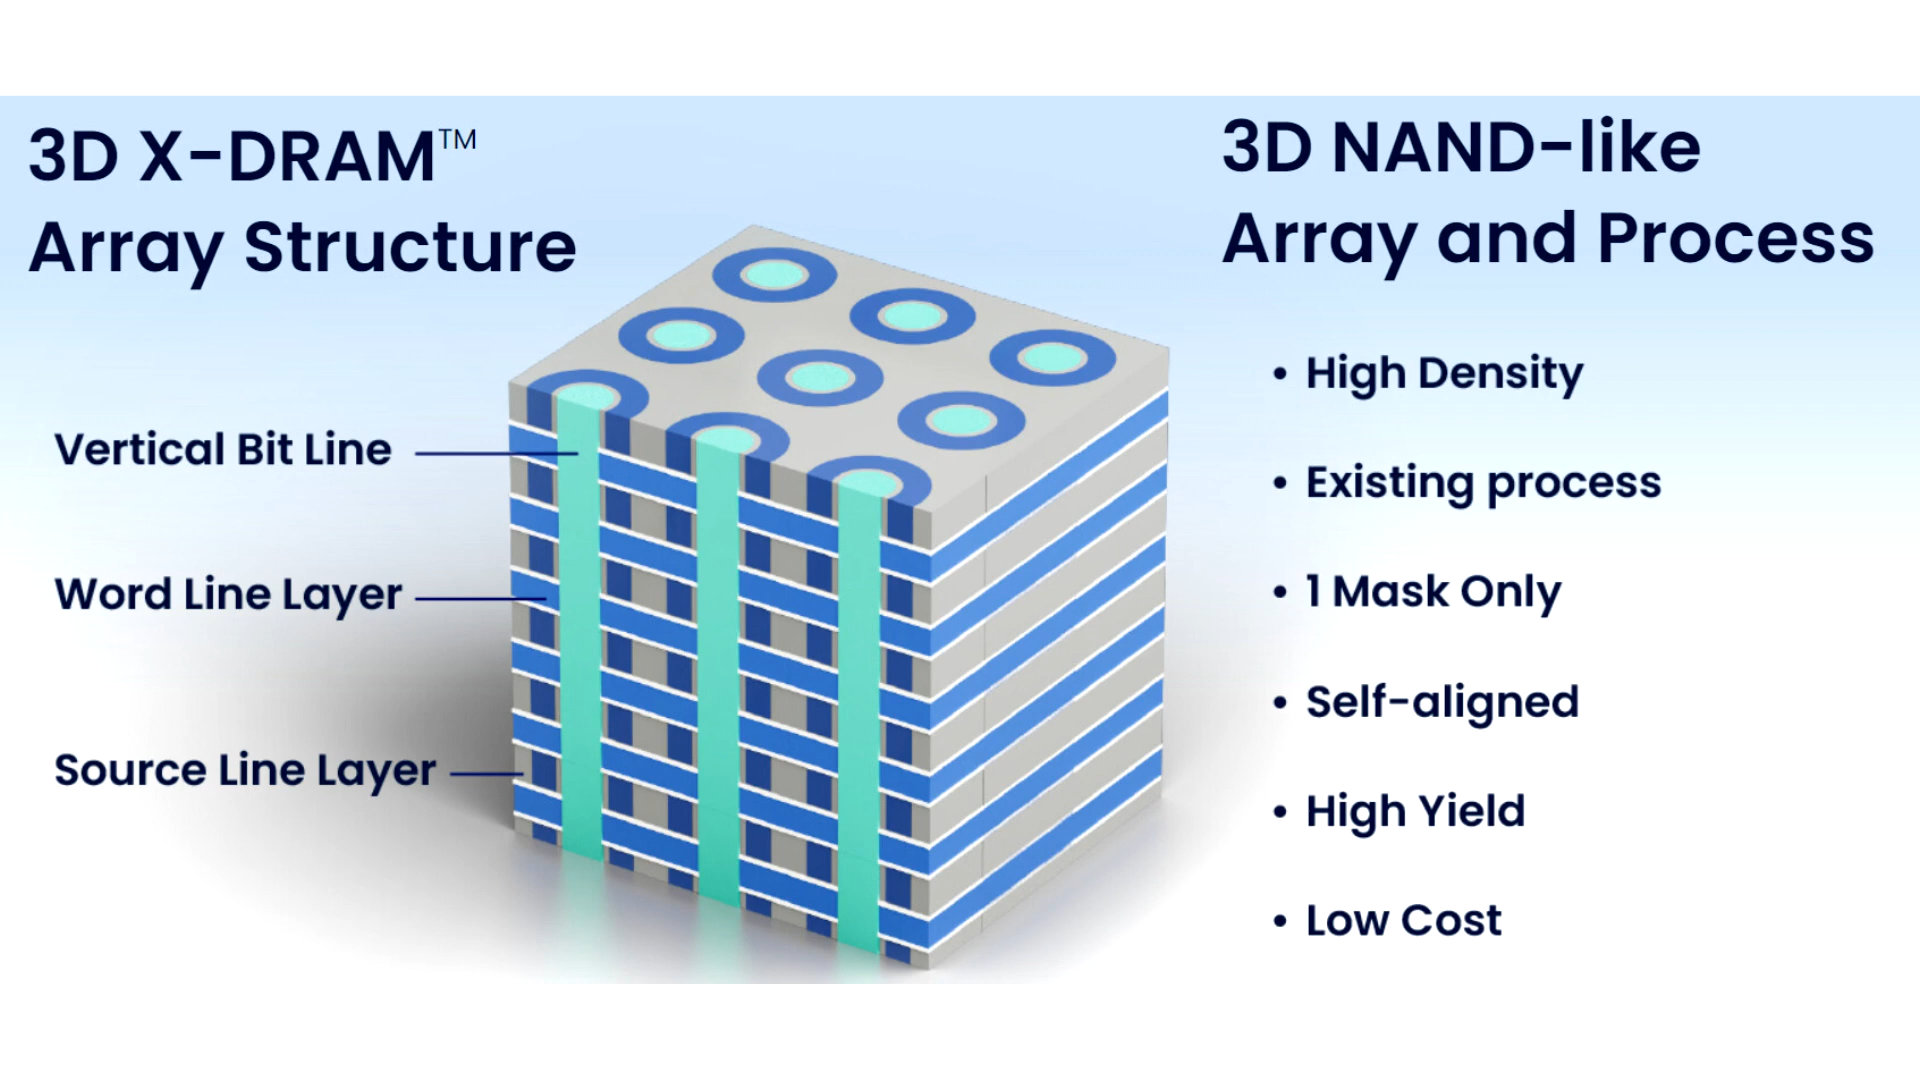 3D X-DRAM™
Array Structure
Vertical Bit Line
Word Line Layer
Source Line Layer
3D NAND-like
Array and Process
• High Density
• Existing process
• 1 Mask Only
• Self-aligned
• High Yield
• Low Cost